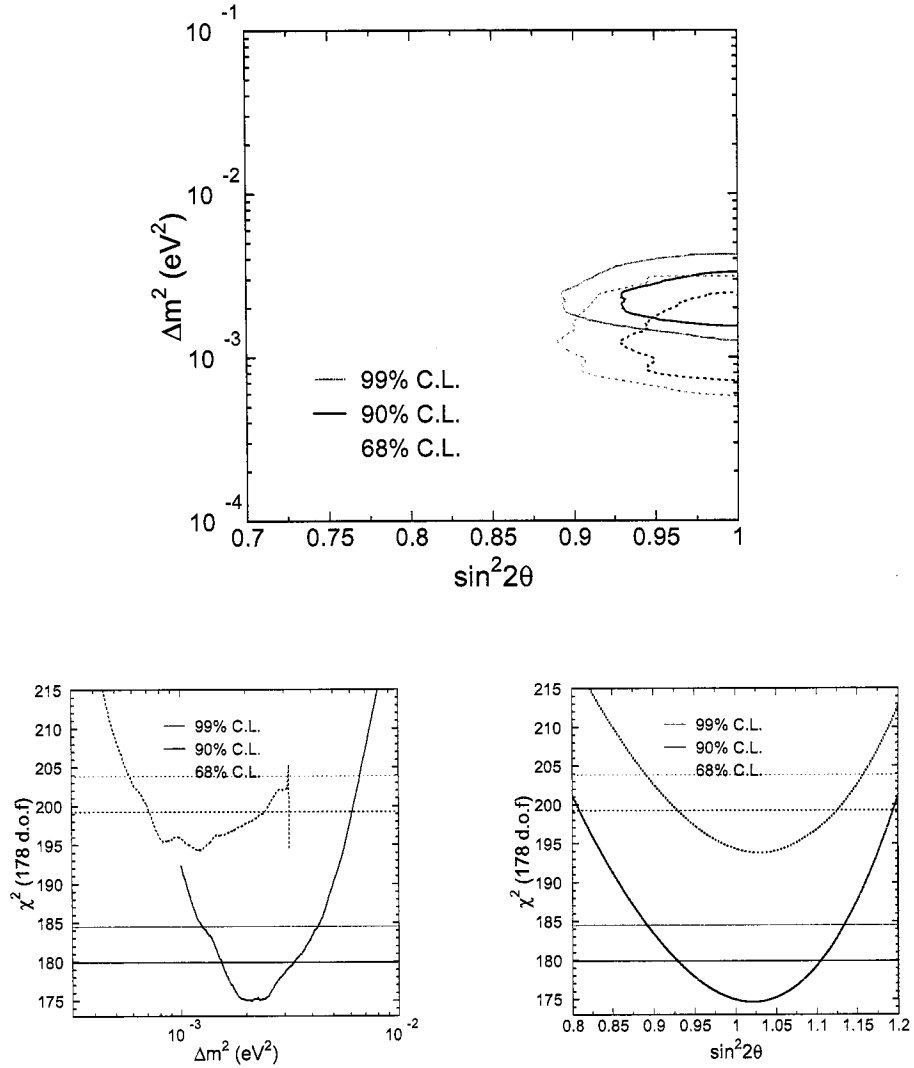 10⁻¹
10⁻²
10⁻³
10⁻⁴
Δm² (eV²)
99% C.L.
90% C.L.
68% C.L.
0.7 0.75 0.8 0.85 0.9 0.95 1
sin²2θ
215
210
205
200
195
190
185
180
175
χ² (178 d.o.f)
99% C.L.
90% C.L.
68% C.L.
10⁻³ 10⁻²
Δm² (eV²)
215
210
205
200
195
190
185
180
175
χ² (178 d.o.f)
99% C.L.
90% C.L.
68% C.L.
0.8 0.85 0.9 0.95 1 1.05 1.1 1.15 1.2
sin²2θ